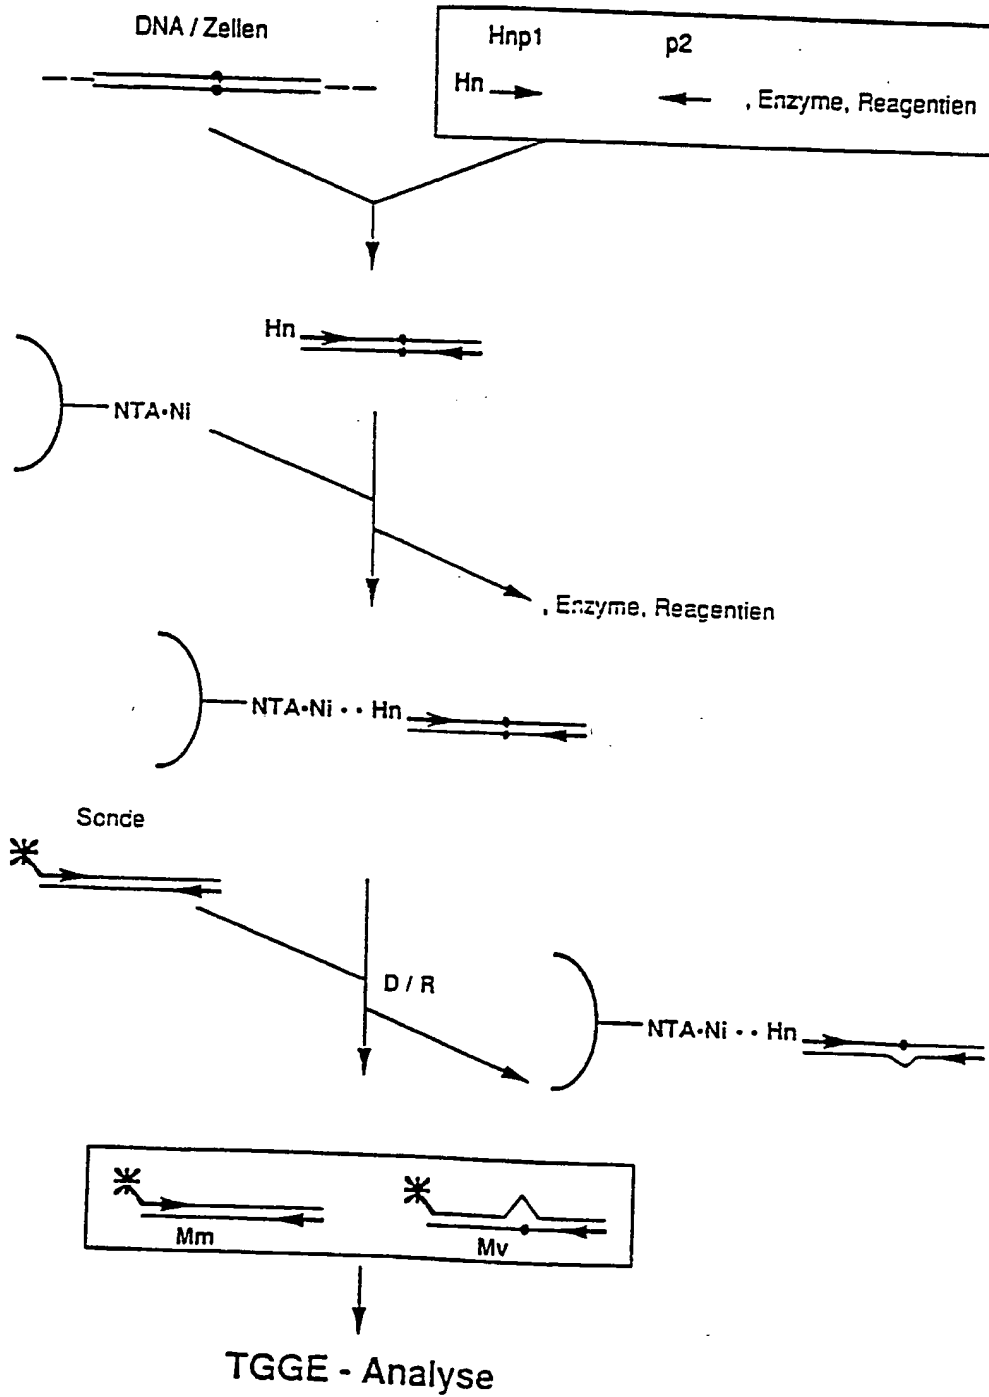 DNA / Zellen
Hnp1 p2
Hn , Enzyme, Reagentien
Hn
NTA•Ni
, Enzyme, Reagentien
NTA•Ni • • Hn
Sonde
D / R
NTA•Ni • • Hn
Mm
Mv
TGGE - Analyse